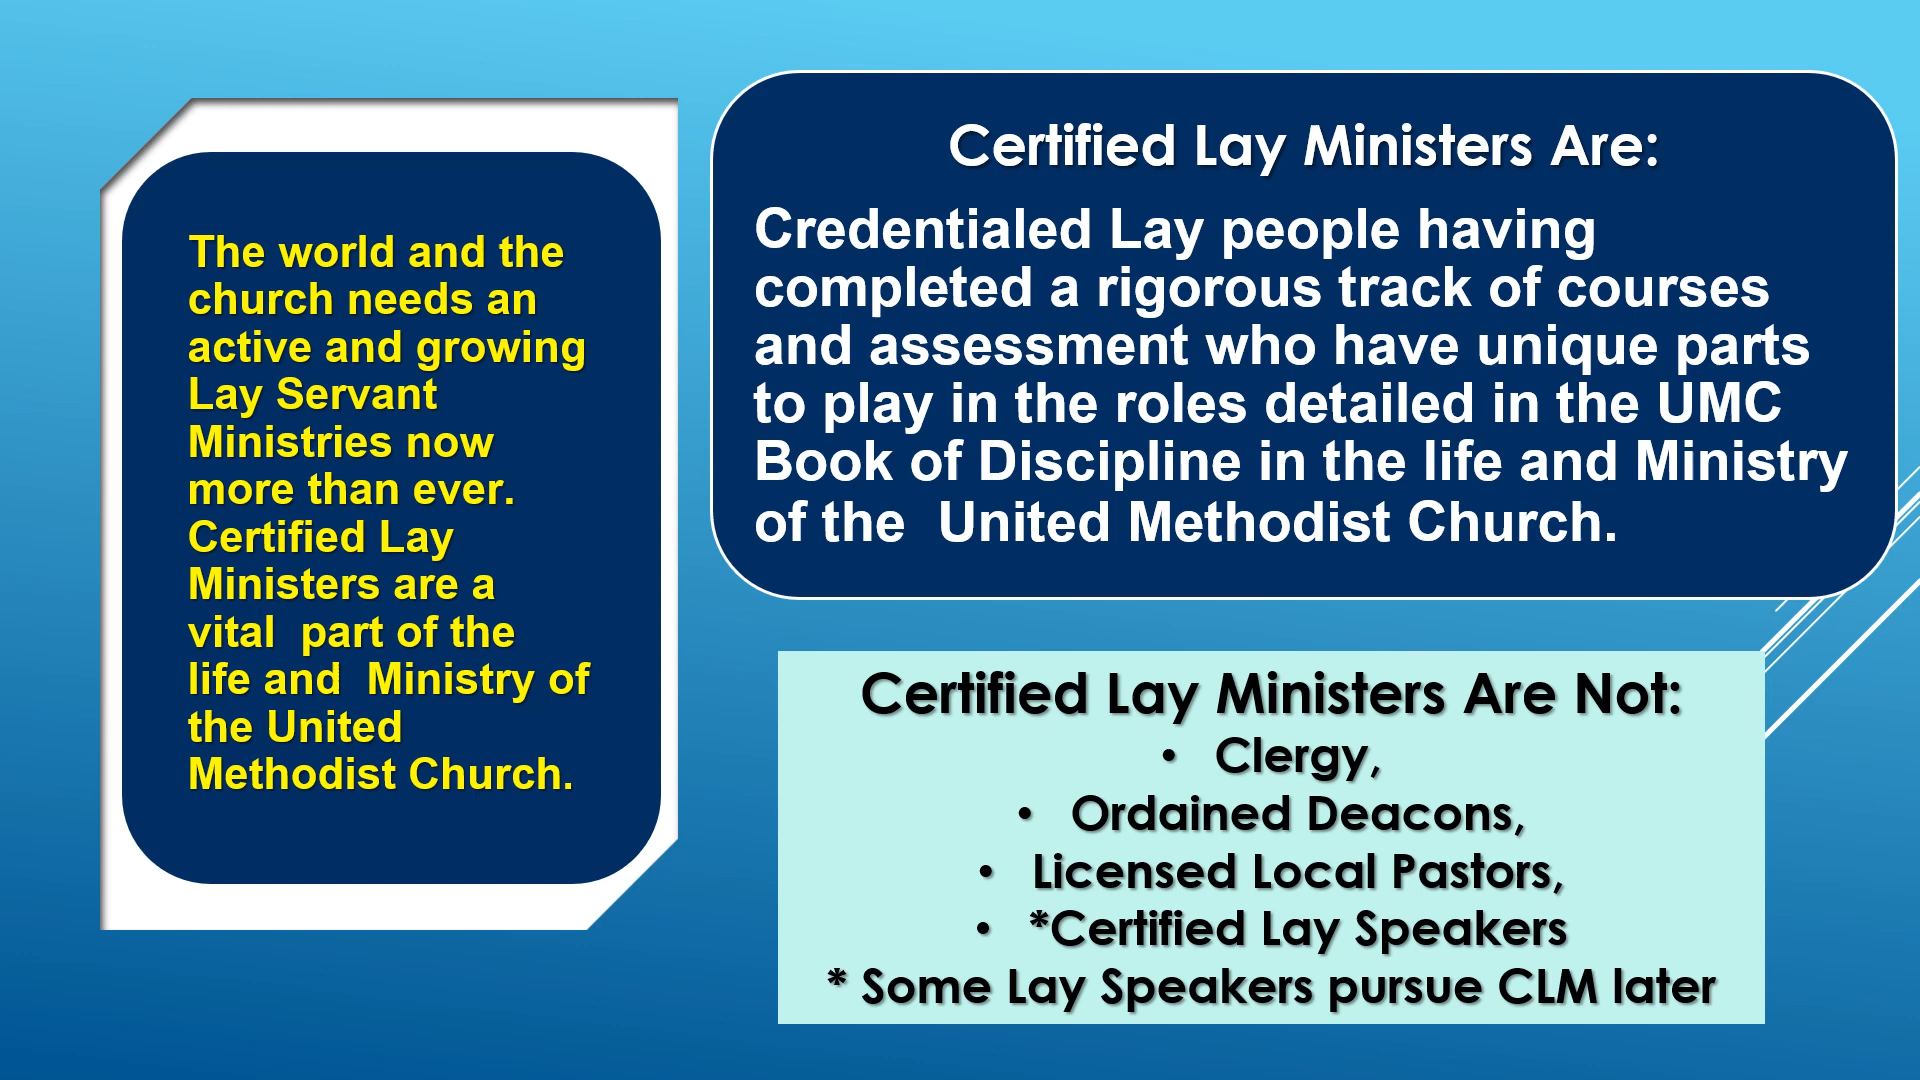 The world and the
church needs an
active and growing
Lay Servant
Ministries now
more than ever.
Certified Lay
Ministers are a
vital  part of the
life and  Ministry of
the United
Methodist Church.
Certified Lay Ministers Are:
Credentialed Lay people having
completed a rigorous track of courses
and assessment who have unique parts
to play in the roles detailed in the UMC
Book of Discipline in the life and Ministry
of the  United Methodist Church.
Certified Lay Ministers Are Not:
• Clergy,
• Ordained Deacons,
• Licensed Local Pastors,
• *Certified Lay Speakers
* Some Lay Speakers pursue CLM later